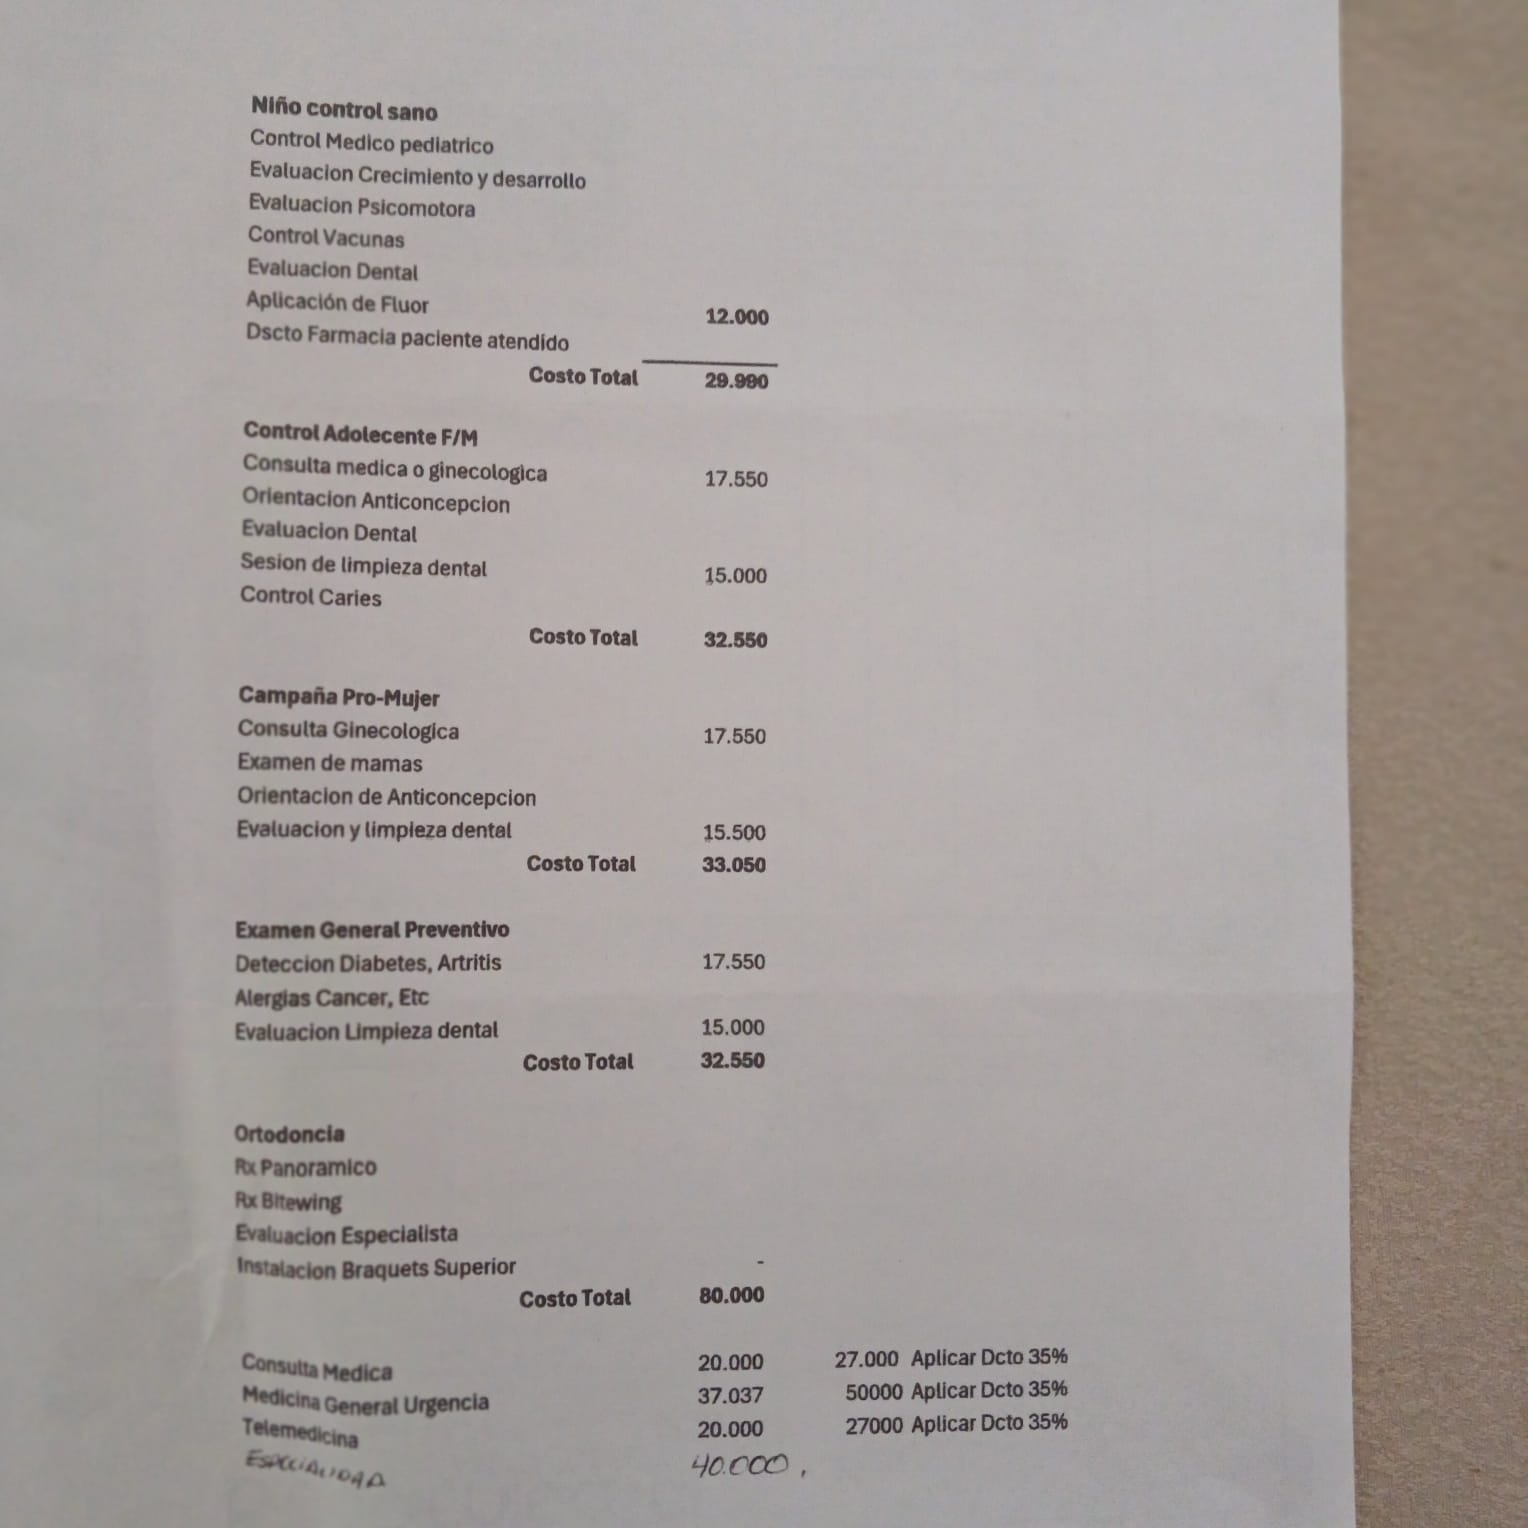 Niño control sano
Control Medico pediatrico
Evaluacion Crecimiento y desarrollo
Evaluacion Psicomotora
Control Vacunas
Evaluacion Dental
Aplicación de Fluor 12.000
Dscto Farmacia paciente atendido
Costo Total 29.990
Control Adolecente F/M
Consulta medica o ginecologica 17.550
Orientacion Anticoncepcion
Evaluacion Dental
Sesion de limpieza dental 15.000
Control Caries
Costo Total 32.550
Campaña Pro-Mujer
Consulta Ginecologica 17.550
Examen de mamas
Orientacion de Anticoncepcion
Evaluacion y limpieza dental 15.500
Costo Total 33.050
Examen General Preventivo
Deteccion Diabetes, Artritis 17.550
Alergias Cancer, Etc
Evaluacion Limpieza dental 15.000
Costo Total 32.550
Ortodoncia
Rx Panoramico
Rx Bitewing
Evaluacion Especialista
Instalacion Braquets Superior -
Costo Total 80.000
Consulta Medica 20.000 27.000 Aplicar Dcto 35%
Medicina General Urgencia 37.037 50000 Aplicar Dcto 35%
Telemedicina 20.000 27000 Aplicar Dcto 35%
ESPECIALIDAD 40.000,